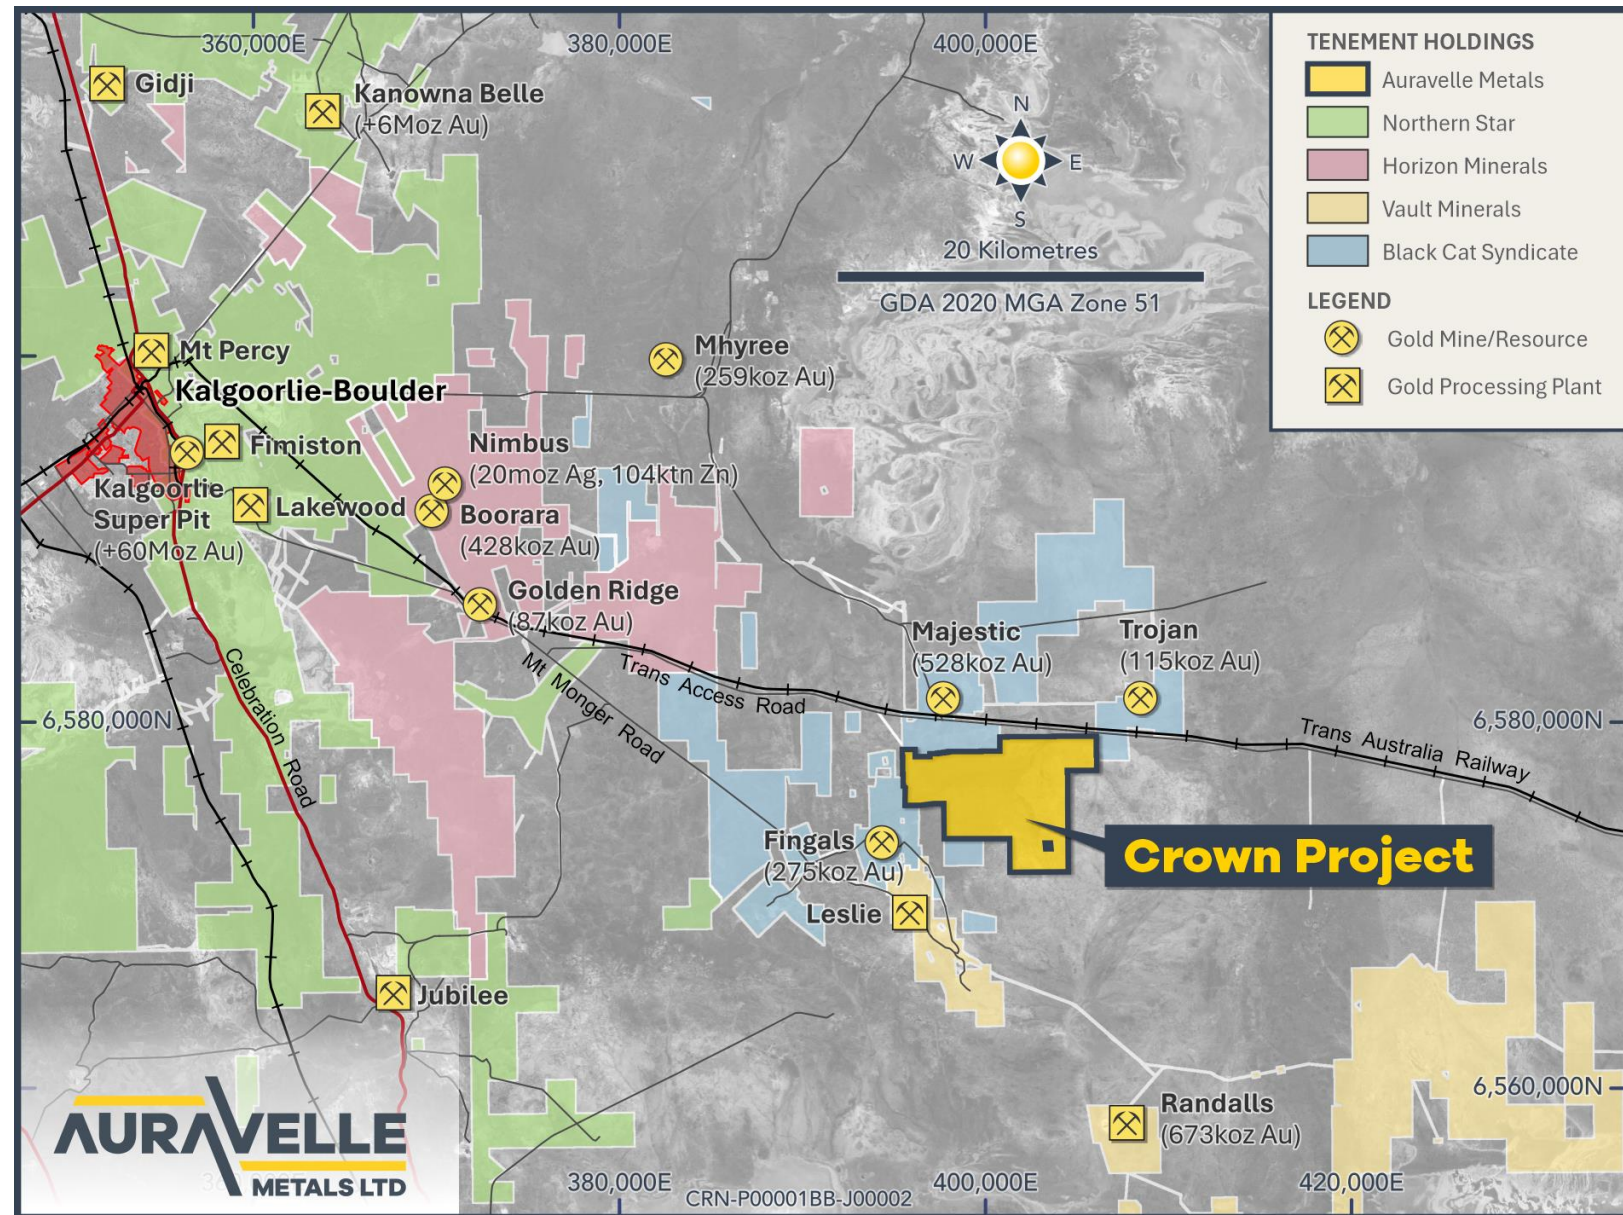 360,000E
380,000E
400,000E
Gidji
Kanowna Belle
(+6Moz Au)
N
W
E
S
20 Kilometres
GDA 2020 MGA Zone 51
TENEMENT HOLDINGS
Auravelle Metals
Northern Star
Horizon Minerals
Vault Minerals
Black Cat Syndicate
LEGEND
Gold Mine/Resource
Gold Processing Plant
Mt Percy
Kalgoorlie-Boulder
Mhyree
(259koz Au)
Fimiston
Nimbus
(20moz Ag, 104ktn Zn)
Kalgoorlie
Super Pit
(+60Moz Au)
Lakewood
Boorara
(428koz Au)
Golden Ridge
(87koz Au)
Majestic
(528koz Au)
Trojan
(115koz Au)
Celebration Road
Mt Monger Road
Trans Access Road
6,580,000N
6,580,000N
Trans Australia Railway
Fingals
(275koz Au)
Crown Project
Leslie
Jubilee
6,560,000N
Randalls
(673koz Au)
AURAVELLE
METALS LTD
360,000E
380,000E
CRN-P00001BB-J00002
400,000E
420,000E